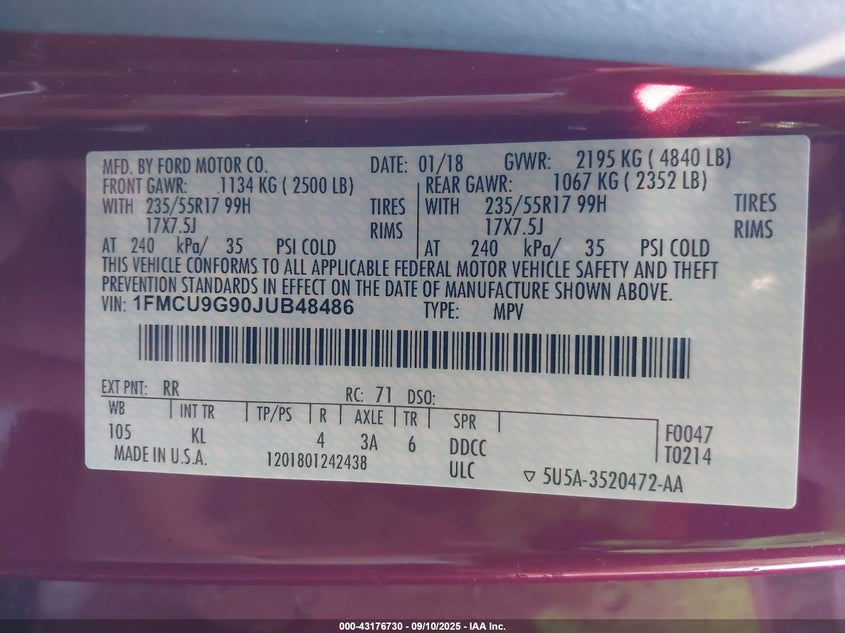 MFD. BY FORD MOTOR CO. DATE: 01/18 GVWR: 2195 KG ( 4840 LB)
FRONT GAWR: 1134 KG ( 2500 LB) REAR GAWR: 1067 KG ( 2352 LB)
WITH 235/55R17 99H TIRES WITH 235/55R17 99H TIRES
17X7.5J RIMS 17X7.5J RIMS
AT 240 kPa/ 35 PSI COLD AT 240 kPa/ 35 PSI COLD
THIS VEHICLE CONFORMS TO ALL APPLICABLE FEDERAL MOTOR VEHICLE SAFETY AND THEFT
PREVENTION STANDARDS IN EFFECT ON THE DATE OF MANUFACTURE SHOWN ABOVE.
VIN: 1FMCU9G90JUB48486 TYPE: MPV
EXT PNT: RR RC: 71 DSO:
WB INT TR TP/PS R AXLE TR SPR
105 KL 4 3A 6 DDCC F0047
MADE IN U.S.A. 1201801242438 ULC T0214
▽ 5U5A-3520472-AA
000-43176730 - 09/10/2025 - IAA Inc.